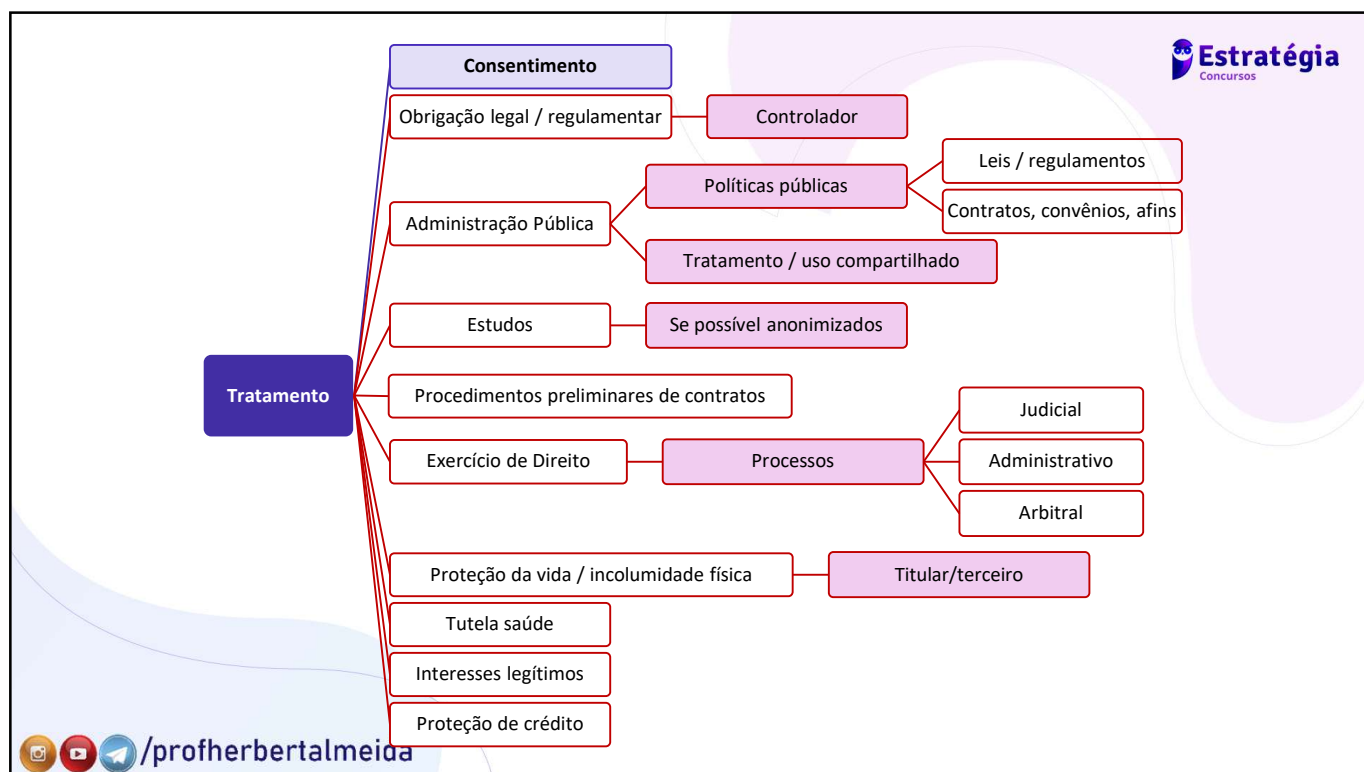 Estratégia
Concursos
Consentimento
Obrigação legal / regulamentar
Controlador
Administração Pública
Políticas públicas
Leis / regulamentos
Contratos, convênios, afins
Tratamento / uso compartilhado
Estudos
Se possível anonimizados
Tratamento
Procedimentos preliminares de contratos
Exercício de Direito
Processos
Judicial
Administrativo
Arbitral
Proteção da vida / incolumidade física
Titular/terceiro
Tutela saúde
Interesses legítimos
Proteção de crédito
/profherbertalmeida